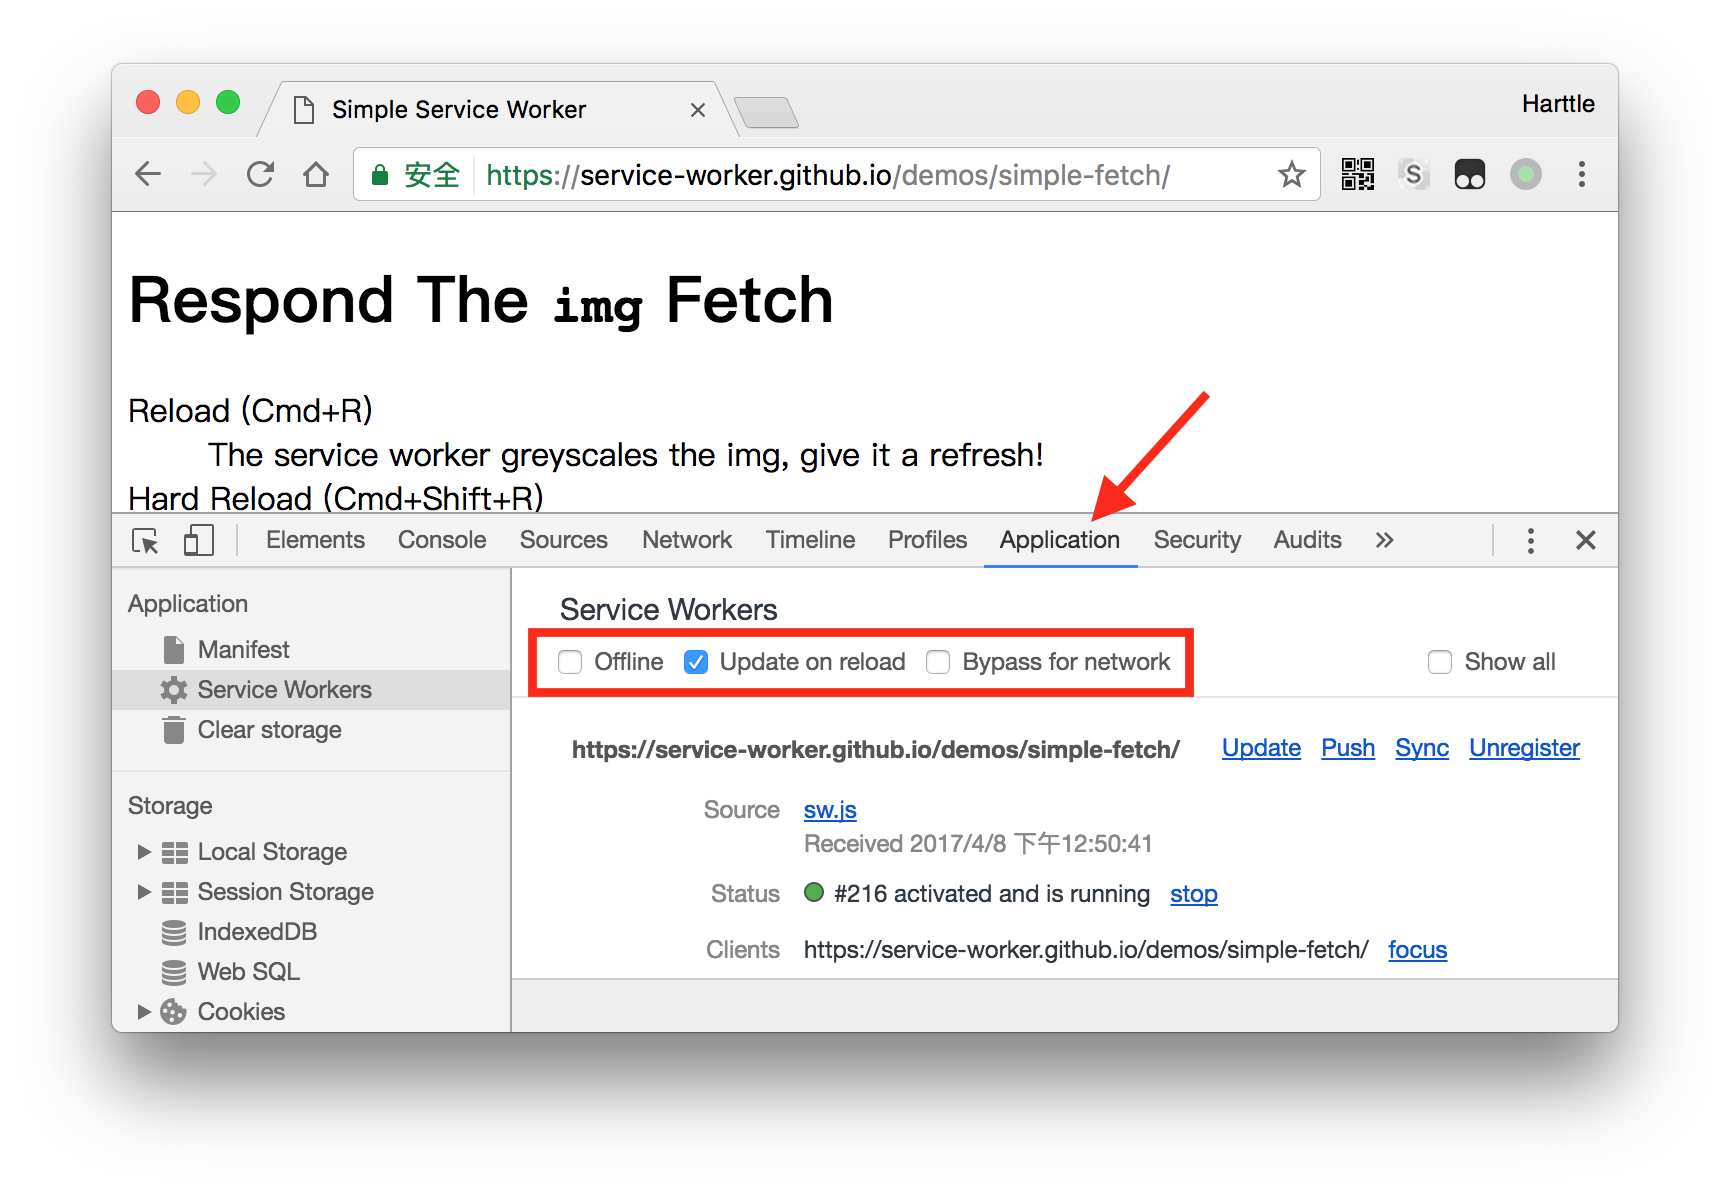 Simple Service Worker
Harttle
安全 https://service-worker.github.io/demos/simple-fetch/
S
Respond The img Fetch
Reload (Cmd+R)
The service worker greyscales the img, give it a refresh!
Hard Reload (Cmd+Shift+R)
Elements Console Sources Network Timeline Profiles Application Security Audits »
Application
Manifest
Service Workers
Clear storage
Storage
Local Storage
Session Storage
IndexedDB
Web SQL
Cookies
Service Workers
Offline Update on reload Bypass for network Show all
https://service-worker.github.io/demos/simple-fetch/ Update Push Sync Unregister
Source sw.js
Received 2017/4/8 下午12:50:41
Status #216 activated and is running stop
Clients https://service-worker.github.io/demos/simple-fetch/ focus